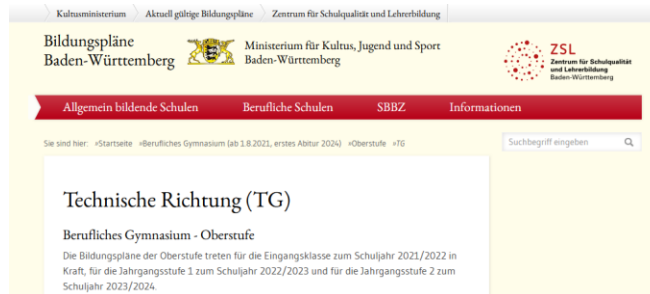 Kultusministerium Aktuell gültige Bildungspläne Zentrum für Schulqualität und Lehrerbildung
Bildungspläne
Baden-Württemberg
Ministerium für Kultus, Jugend und Sport
Baden-Württemberg
ZSL
Zentrum für Schulqualität
und Lehrerbildung
Baden-Württemberg
Allgemein bildende Schulen Berufliche Schulen SBBZ Informationen
Sie sind hier: »Startseite »Berufliches Gymnasium (ab 1.8.2021, erstes Abitur 2024) »Oberstufe »TG
Suchbegriff eingeben
Technische Richtung (TG)
Berufliches Gymnasium - Oberstufe
Die Bildungspläne der Oberstufe treten für die Eingangsklasse zum Schuljahr 2021/2022 in
Kraft, für die Jahrgangsstufe 1 zum Schuljahr 2022/2023 und für die Jahrgangsstufe 2 zum
Schuljahr 2023/2024.